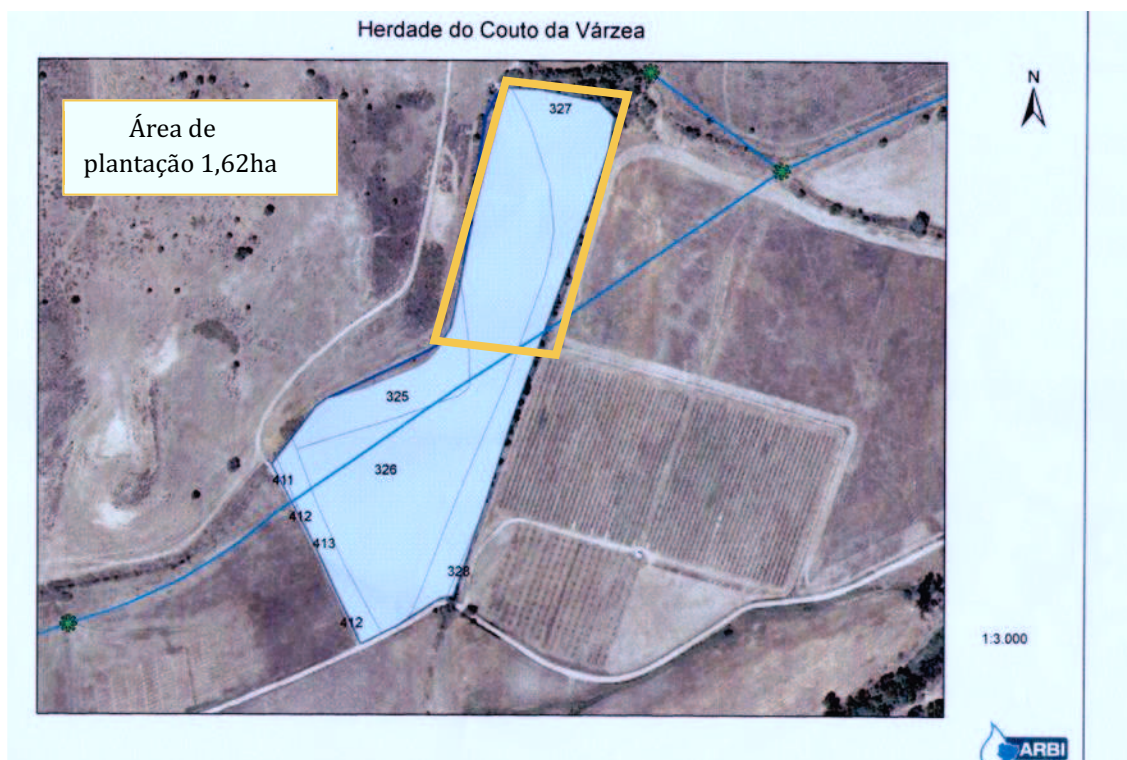 Herdade do Couto da Várzea
N
Área de
plantação 1,62ha
327
325
326
411
412
413
328
412
1:3.000
ARBI